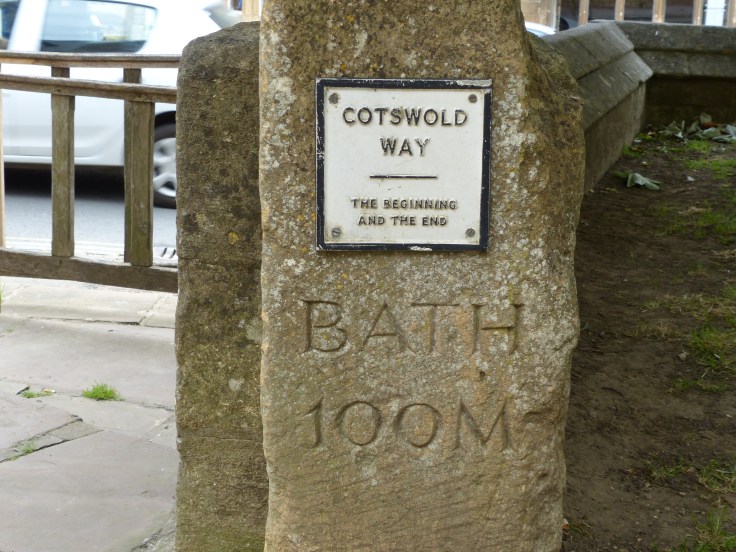 COTSWOLD
WAY
THE BEGINNING
AND THE END
BATH
100M